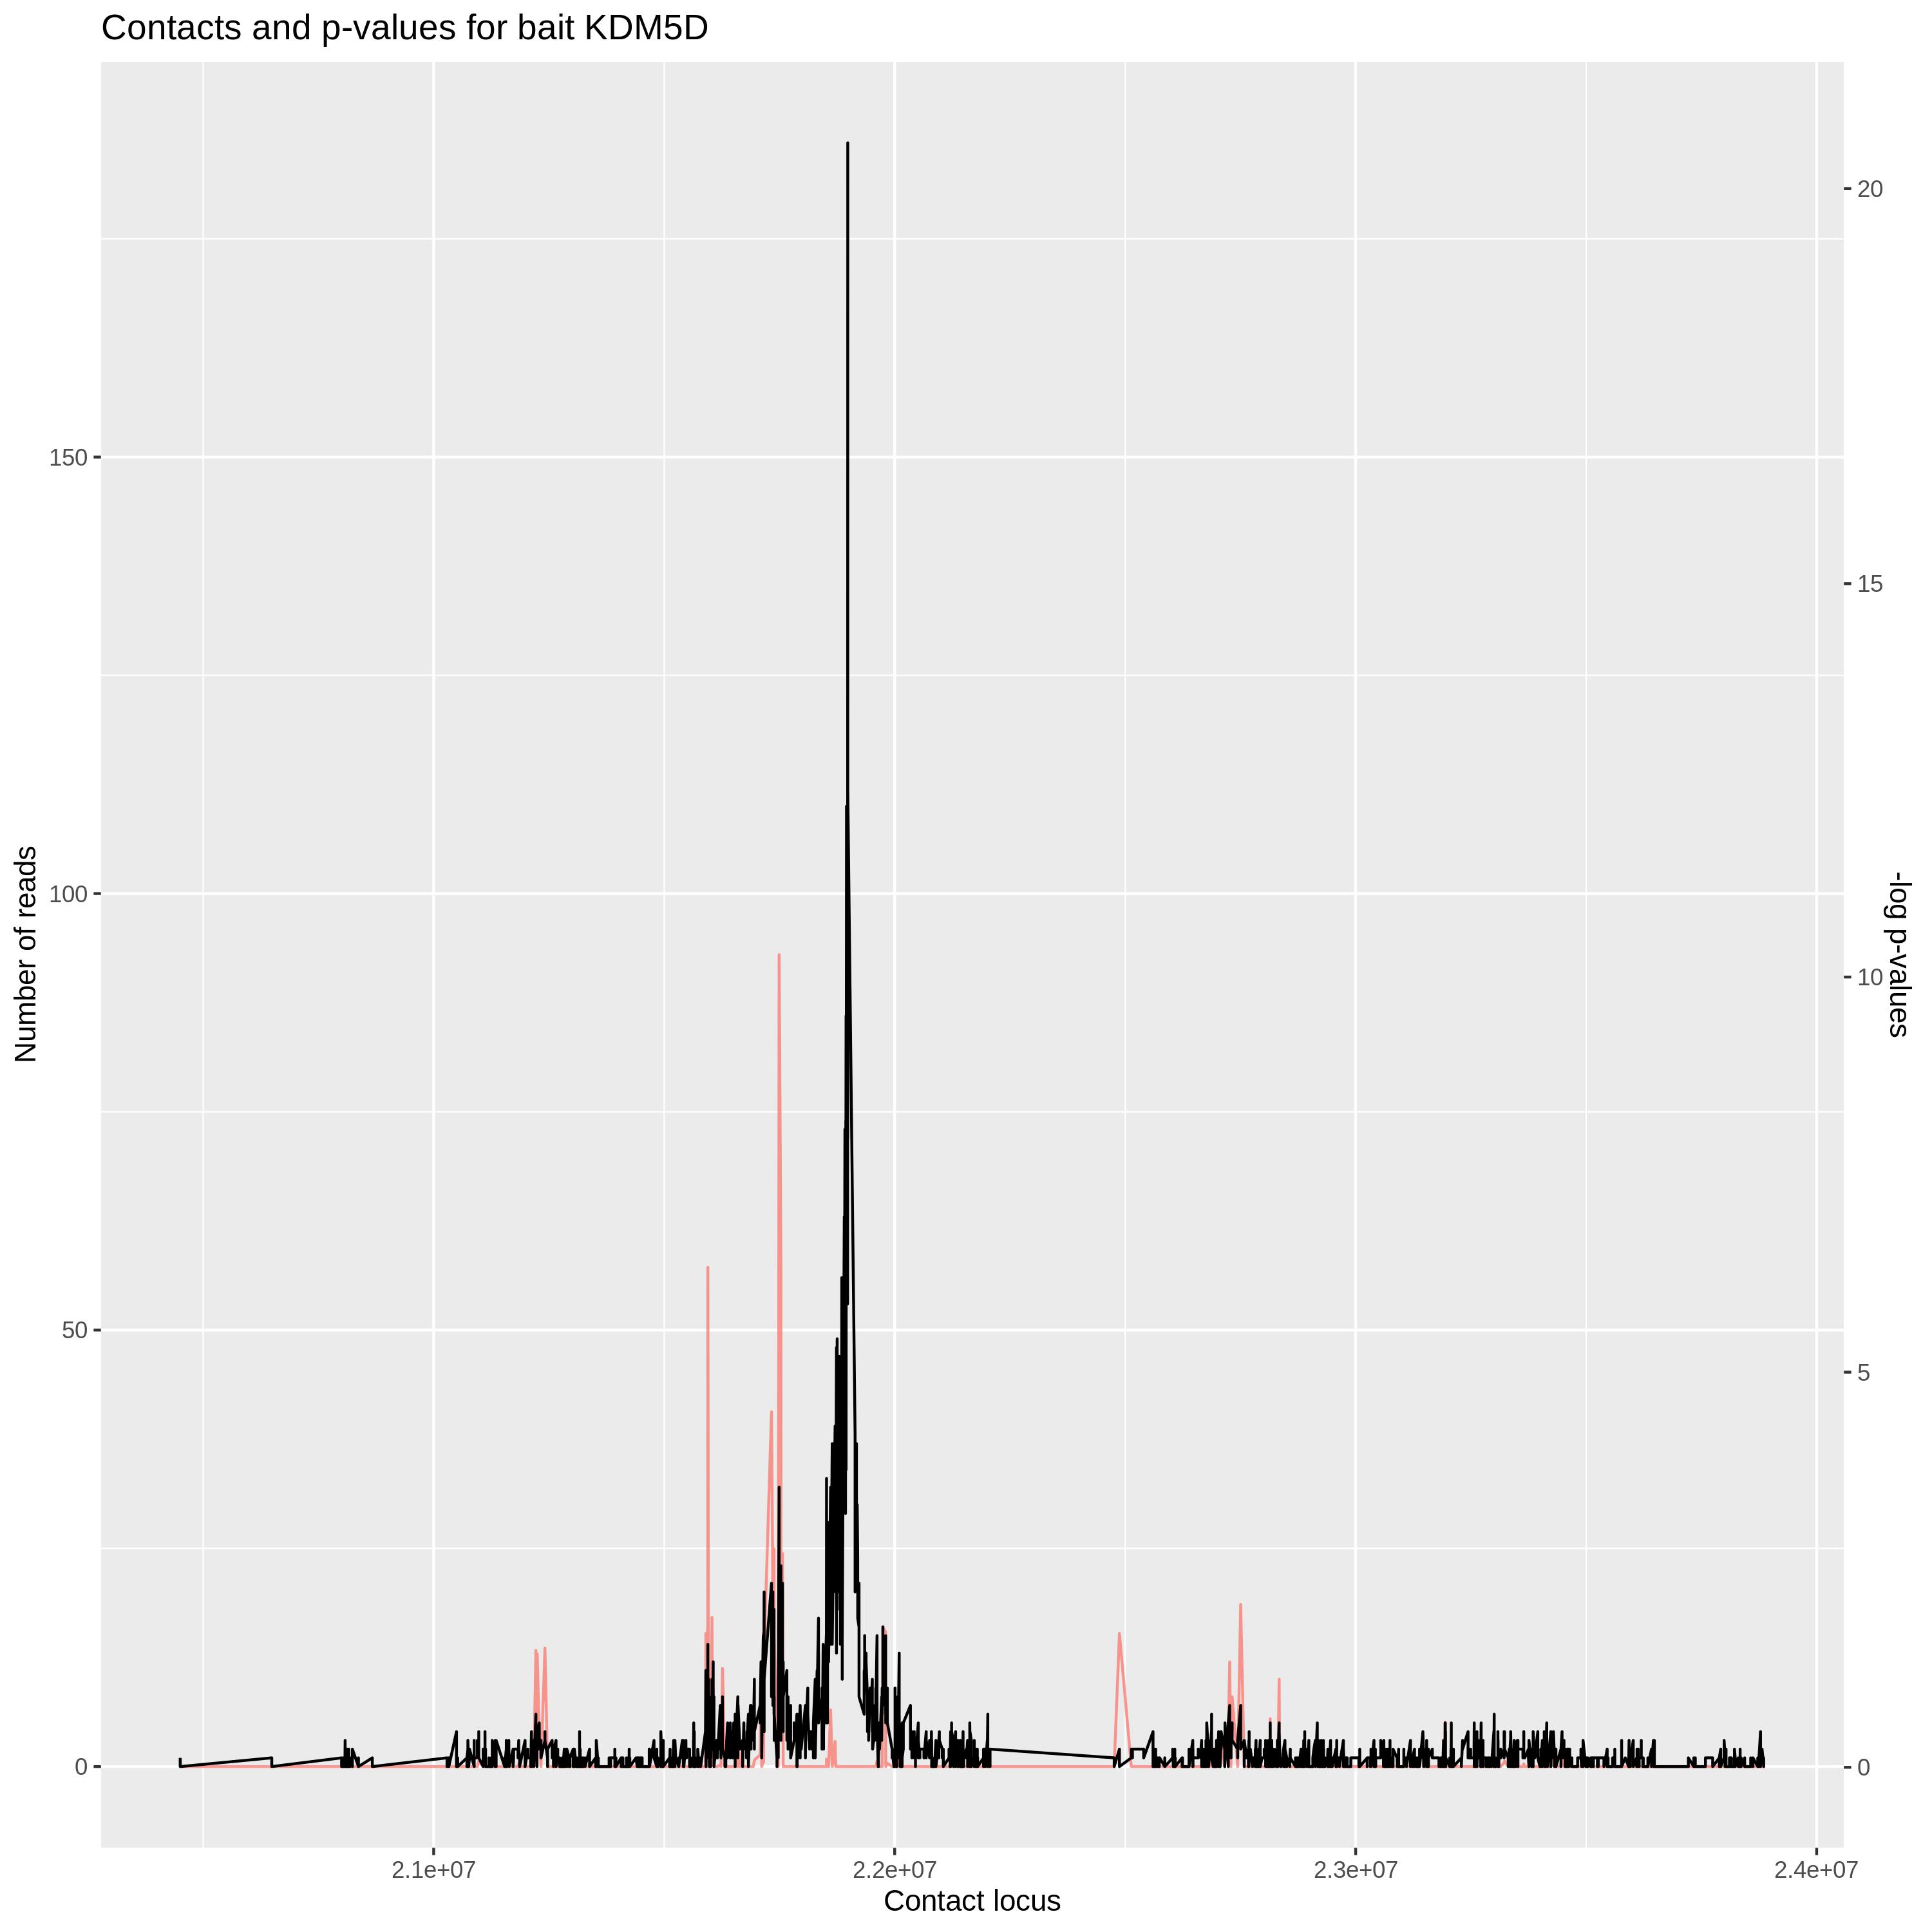 Contacts and p-values for bait KDM5D
Number of reads
150
100
50
0
20
15
10
5
0
-log p-values
2.1e+07
2.2e+07
2.3e+07
2.4e+07
Contact locus